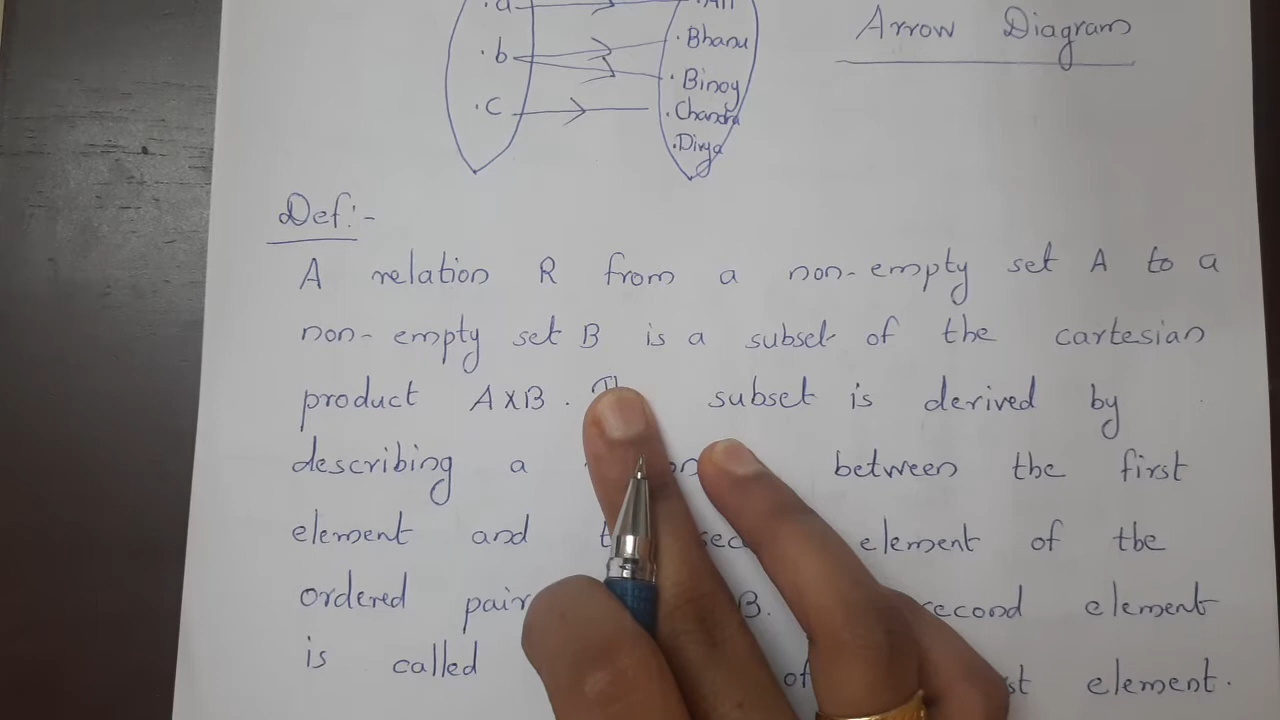 Arrow Diagram
. a
. b
. c
. Bhanu
. Binoy
. Chandra
. Divya
Def:-
A relation R from a non-empty set A to a
non-empty set B is a subset of the cartesian
product A×B. subset is derived by
describing a between the first
element and element of the
ordered pair B. second element
is called of element.